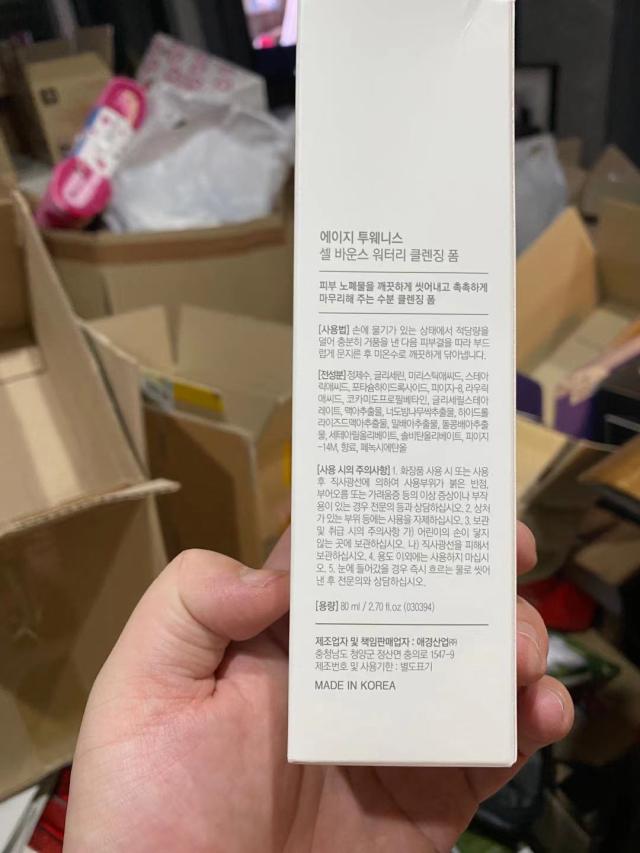 에이지 투웨니스
셀 바운스 워터리 클렌징 폼
피부 노폐물을 깨끗하게 씻어내고 촉촉하게
마무리해 주는 수분 클렌징 폼
[사용법] 손에 물기가 있는 상태에서 적당량을
덜어 충분히 거품을 낸 다음 피부결을 따라 부드
럽게 문지른 후 미온수로 깨끗하게 닦아냅니다.
[전성분] 정제수, 글리세린, 미리스틱애씨드, 스테아
릭애씨드, 포타슘하이드록사이드, 피이지-8, 라우릭
애씨드, 코카미도프로필베타인, 글리세릴스테아
레이트, 맥아추출물, 너도밤나무싹추출물, 하이드롤
라이즈드맥아추출물, 밀배아추출물, 돌콩배아추출
물, 세테아릴올리베이트, 솔비탄올리베이트, 피이지
-14M, 향료, 페녹시에탄올
[사용 시의 주의사항] 1. 화장품 사용 시 또는 사용
후 직사광선에 의하여 사용부위가 붉은 반점,
부어오름 또는 가려움증 등의 이상 증상이나 부작
용이 있는 경우 전문의 등과 상담하십시오. 2. 상처
가 있는 부위 등에는 사용을 자제하십시오. 3. 보관
및 취급 시의 주의사항 가) 어린이의 손이 닿지
않는 곳에 보관하십시오. 나) 직사광선을 피해서
보관하십시오. 4. 용도 이외에는 사용하지 마십시
오. 5. 눈에 들어갔을 경우 즉시 흐르는 물로 씻어
낸 후 전문의와 상담하십시오.
[용량] 80 ml / 2.70 fl.oz (030394)
제조업자 및 책임판매업자 : 애경산업㈜
충청남도 청양군 정산면 충의로 1547-9
제조번호 및 사용기한 : 별도표기
MADE IN KOREA